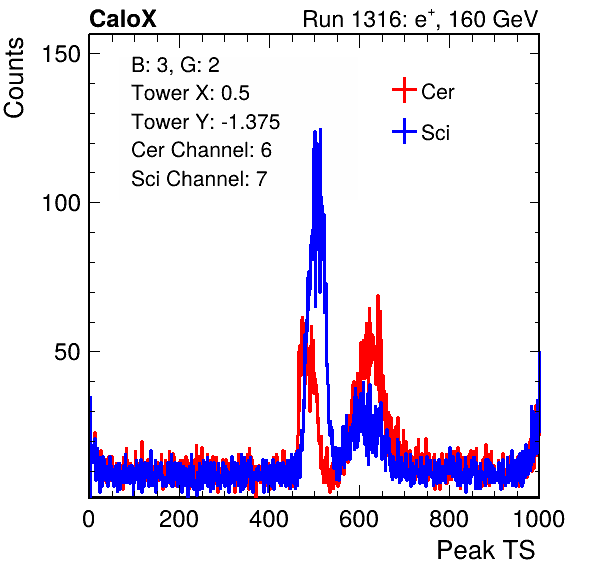 CaloX Run 1316: e+, 160 GeV
B: 3, G: 2
Tower X: 0.5
Tower Y: -1.375
Cer Channel: 6
Sci Channel: 7
Cer
Sci
Counts
150
100
50
0 200 400 600 800 1000
Peak TS